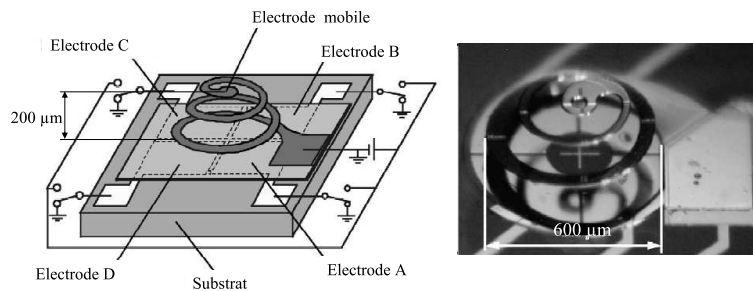 Electrode mobile
Electrode C
Electrode B
200 µm
600 µm
Electrode D
Electrode A
Substrat